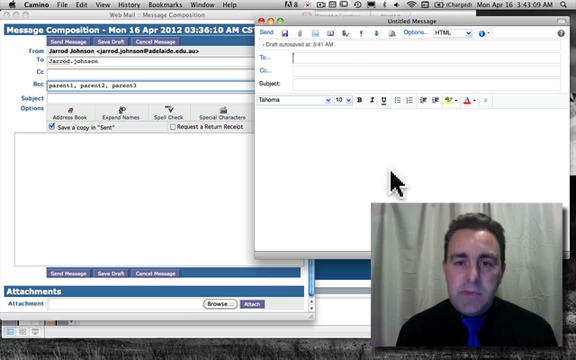 Camino File Edit View History Bookmarks Window Help
(Charged) Mon 3:43:09 AM
Web Mail :: Message Composition
Message Composition - Mon 16 Apr 2012 03:36:10 AM CST
Send Message Save Draft Cancel Message
From Jarrod Johnson <jarrod.johnson@adelaide.edu.au>
To Jarrod.johnson
Cc
Bcc parent1, parent2, parent3
Subject
Options
Address Book Expand Names Spell Check Special Characters
Save a copy in "Sent" Request a Return Receipt
Send Message Save Draft Cancel Message
Attachments
Attachment Browse... Attach
Untitled Message
Send Options... HTML
Draft autosaved at: 3:41 AM
To...
Cc...
Subject:
Tahoma 10 B I U